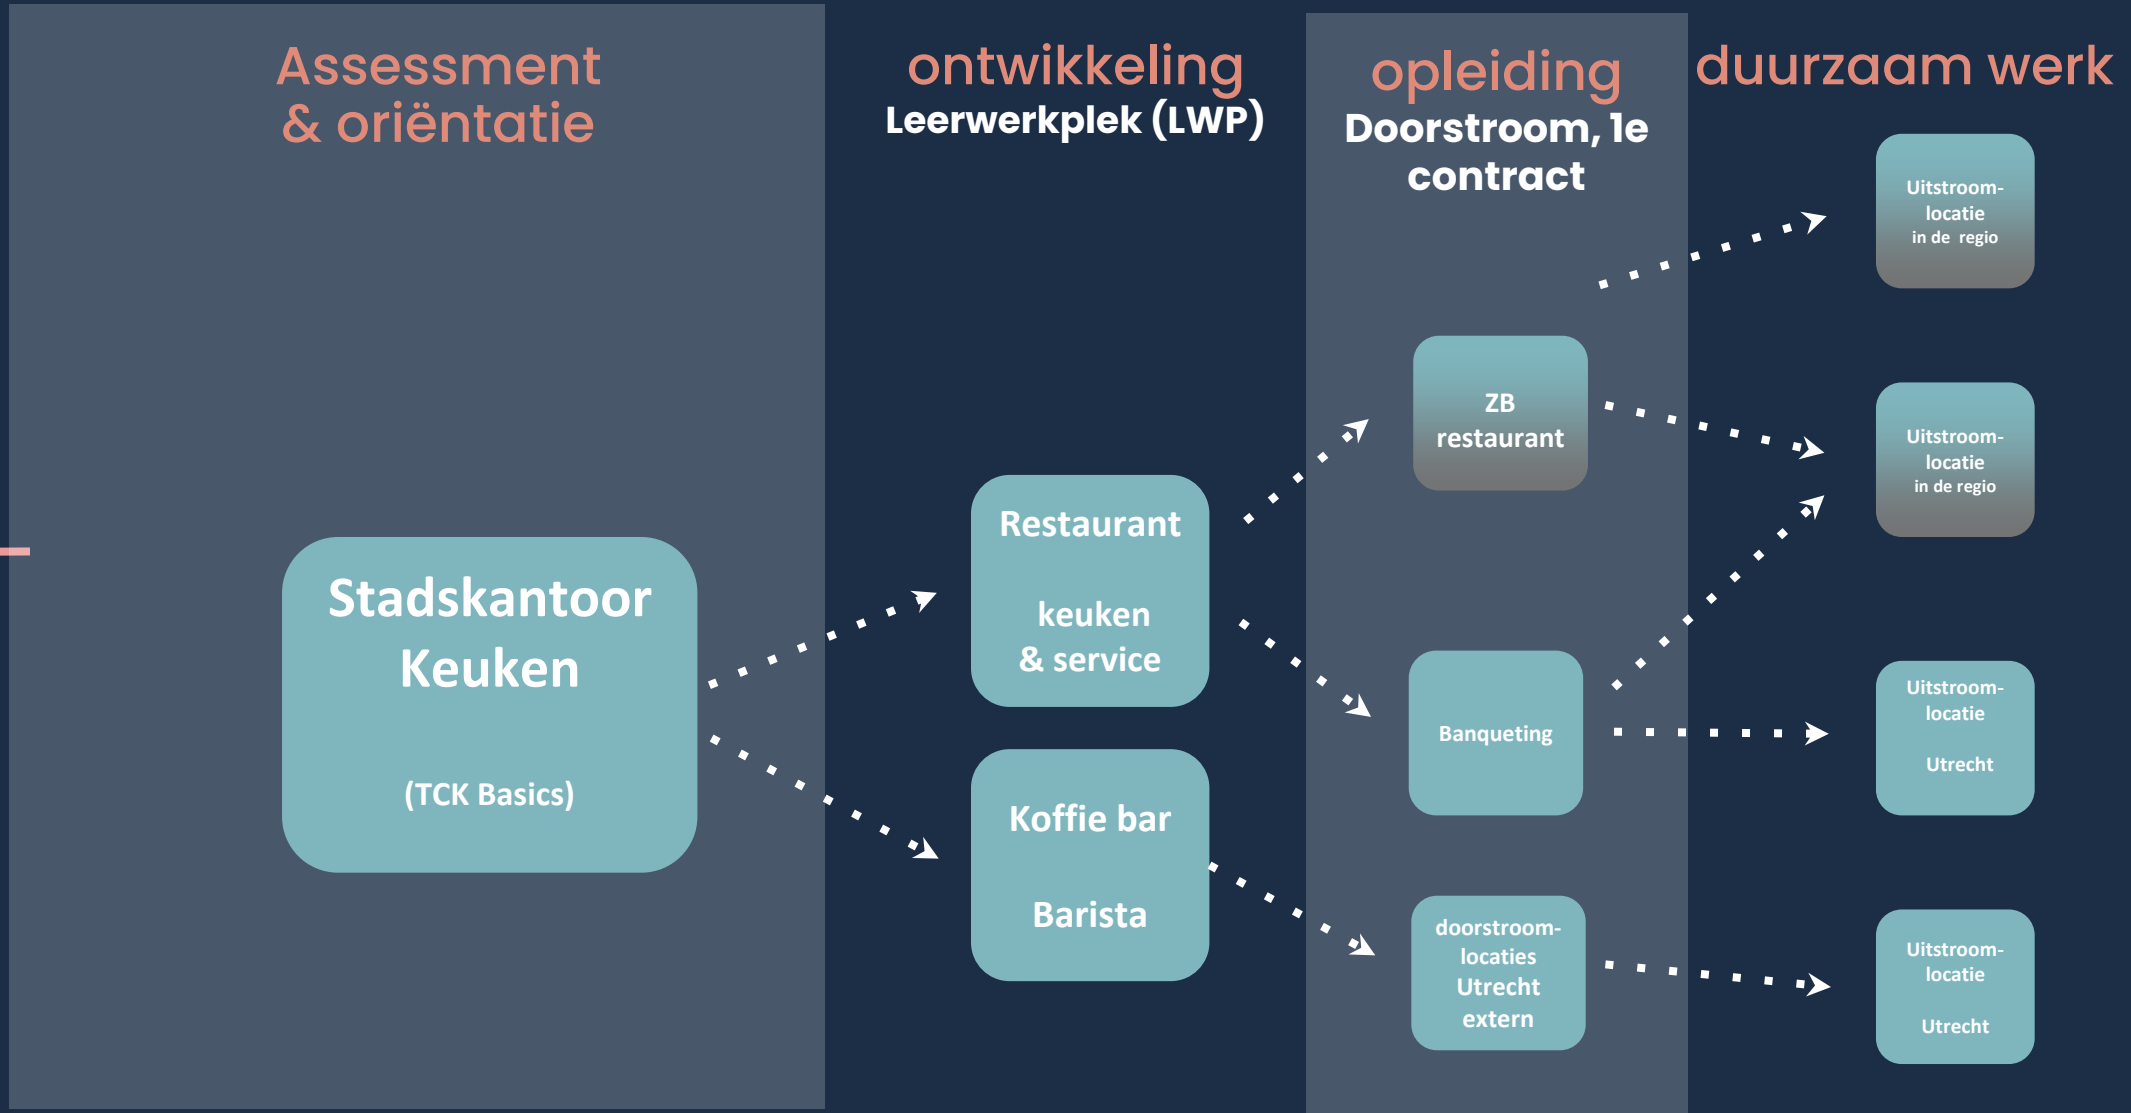 Assessment
& oriëntatie
ontwikkeling
Leerwerkplek (LWP)
opleiding
Doorstroom, 1e
contract
duurzaam werk
Stadskantoor
Keuken
(TCK Basics)
Restaurant
keuken
& service
Koffie bar
Barista
ZB
restaurant
Banqueting
doorstroom-
locaties
Utrecht
extern
Uitstroom-
locatie
in de regio
Uitstroom-
locatie
in de regio
Uitstroom-
locatie
Utrecht
Uitstroom-
locatie
Utrecht